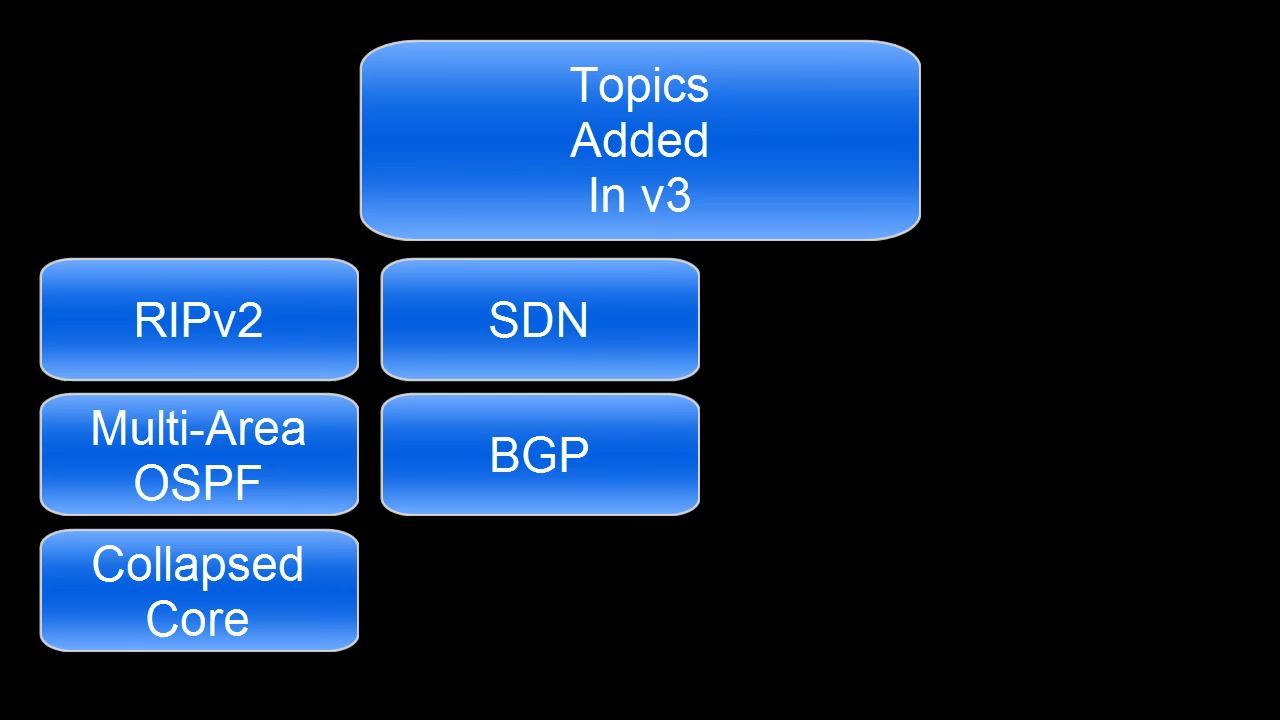 Topics
Added
In v3
RIPv2
SDN
Multi-Area
OSPF
BGP
Collapsed
Core